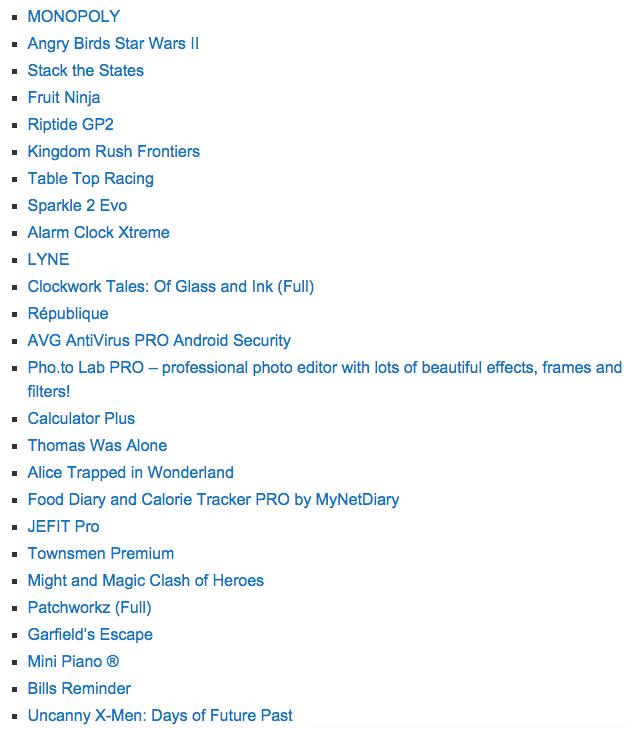 MONOPOLY
Angry Birds Star Wars II
Stack the States
Fruit Ninja
Riptide GP2
Kingdom Rush Frontiers
Table Top Racing
Sparkle 2 Evo
Alarm Clock Xtreme
LYNE
Clockwork Tales: Of Glass and Ink (Full)
République
AVG AntiVirus PRO Android Security
Pho.to Lab PRO – professional photo editor with lots of beautiful effects, frames and
filters!
Calculator Plus
Thomas Was Alone
Alice Trapped in Wonderland
Food Diary and Calorie Tracker PRO by MyNetDiary
JEFIT Pro
Townsmen Premium
Might and Magic Clash of Heroes
Patchworkz (Full)
Garfield’s Escape
Mini Piano ®
Bills Reminder
Uncanny X-Men: Days of Future Past